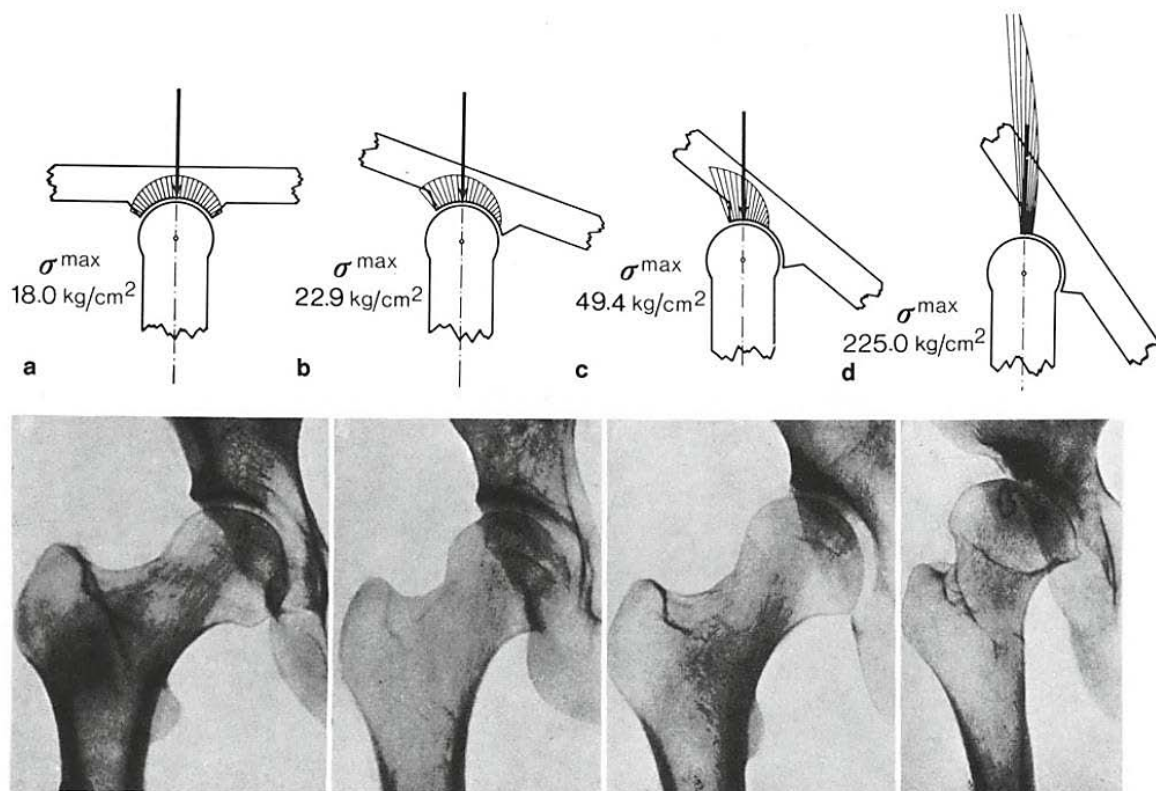 σ max
18.0 kg/cm²
a
σ max
22.9 kg/cm²
b
σ max
49.4 kg/cm²
c
σ max
225.0 kg/cm²
d